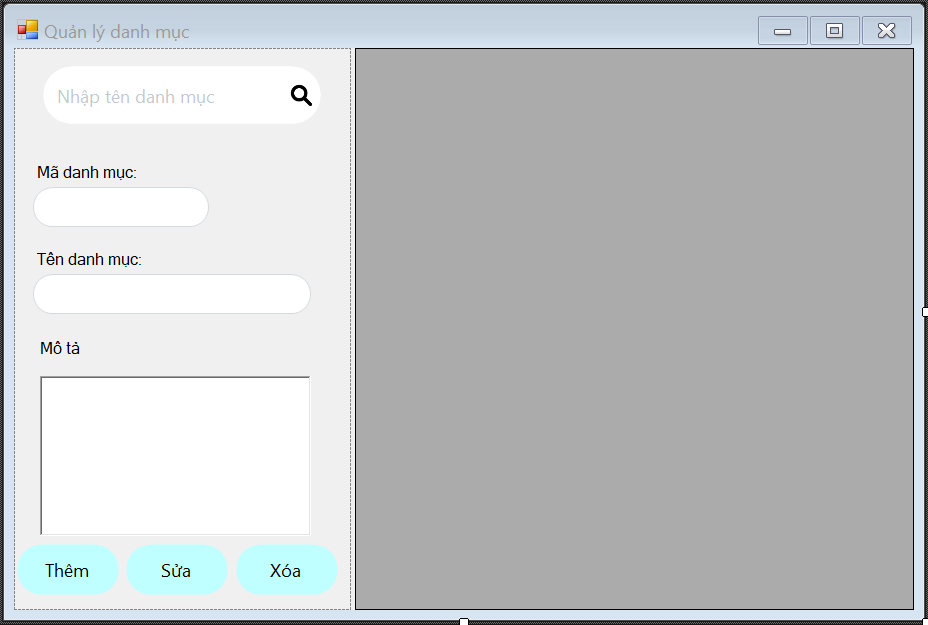 Quản lý danh mục
Nhập tên danh mục
Mã danh mục:
Tên danh mục:
Mô tả
Thêm
Sửa
Xóa